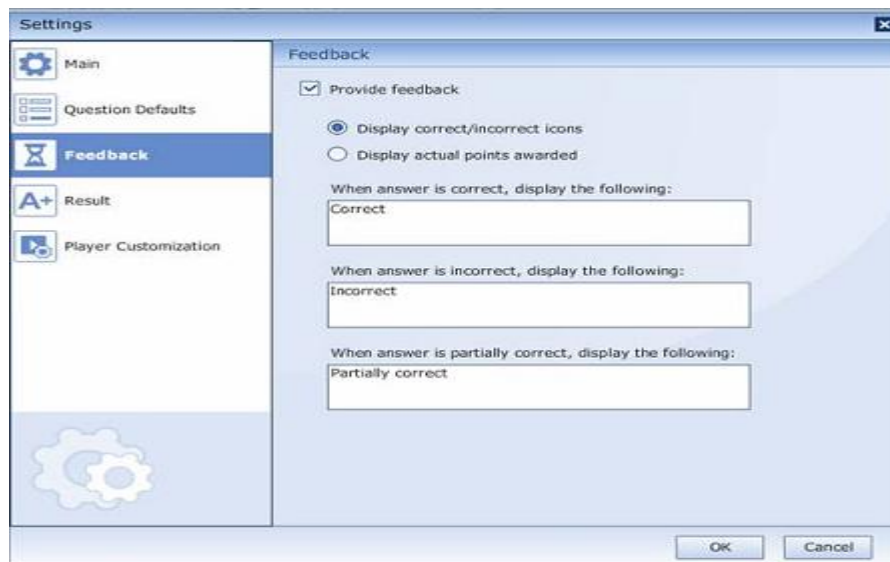 Settings
Main
Question Defaults
Feedback
A+ Result
Player Customization
Feedback
Provide feedback
Display correct/incorrect icons
Display actual points awarded
When answer is correct, display the following:
Correct
When answer is incorrect, display the following:
Incorrect
When answer is partially correct, display the following:
Partially correct
OK Cancel